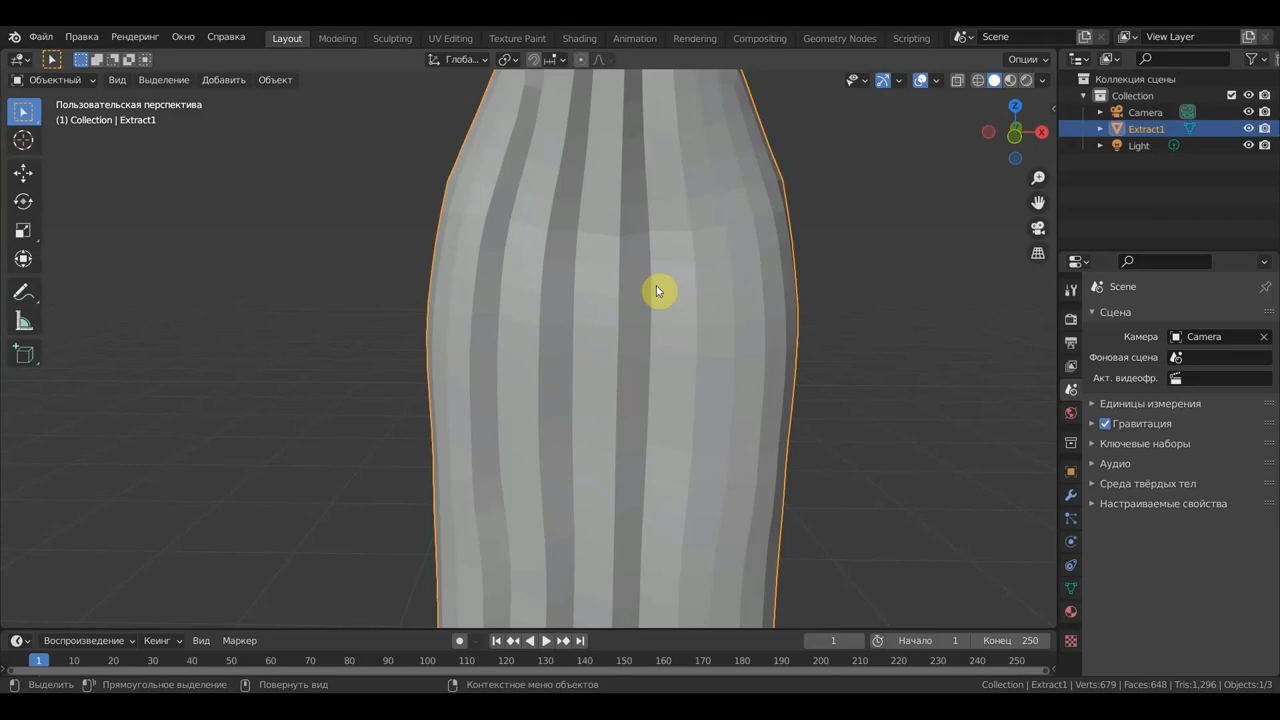 Файл Правка Рендеринг Окно Справка Layout Modeling Sculpting UV Editing Texture Paint Shading Animation Rendering Compositing Geometry Nodes Scripting Scene View Layer
Глоба... Опции
Объектный Вид Выделение Добавить Объект
Пользовательская перспектива
(1) Collection | Extract1
Z
X
Коллекция сцены
Collection
Camera
Extract1
Light
Scene
Сцена
Камера Camera
Фоновая сцена
Акт. видеофр.
Единицы измерения
Гравитация
Ключевые наборы
Аудио
Среда твёрдых тел
Настраиваемые свойства
Воспроизведение Кеинг Вид Маркер 1 Начало 1 Конец 250
1 10 20 30 40 50 60 70 80 90 100 110 120 130 140 150 160 170 180 190 200 210 220 230 240 250
Выделить Прямоугольное выделение Повернуть вид Контекстное меню объектов Collection | Extract1 | Verts:679 | Faces:648 | Tris:1,296 | Objects:1/3